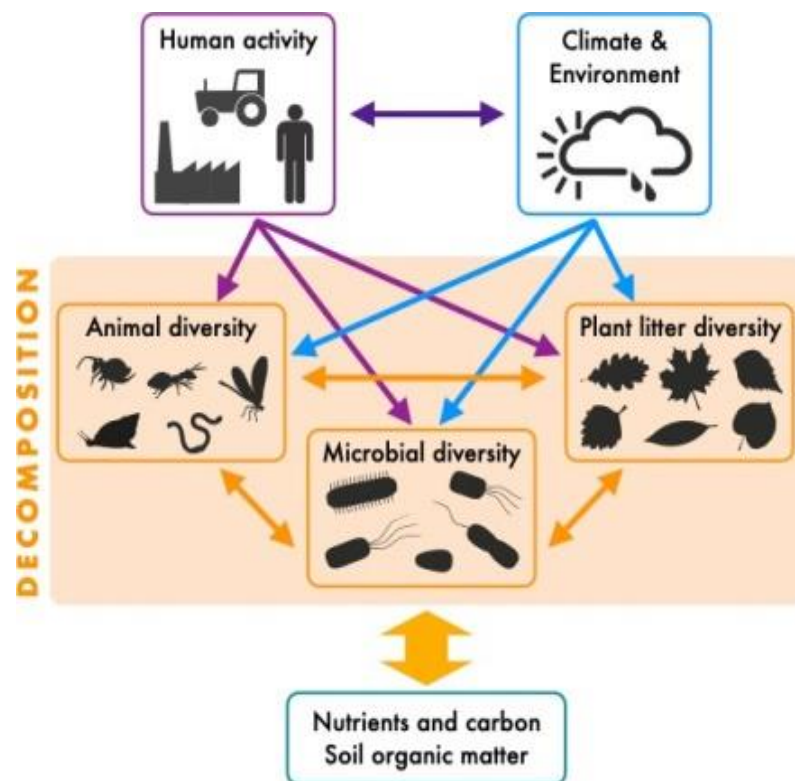 Human activity
Climate &
Environment
DECOMPOSITION
Animal diversity
Plant litter diversity
Microbial diversity
Nutrients and carbon
Soil organic matter